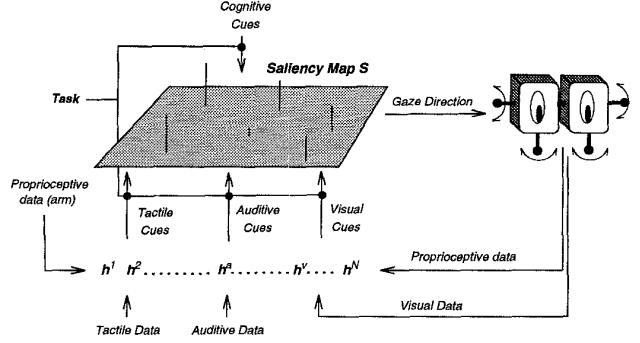 Cognitive
Cues
Saliency Map S
Task
Gaze Direction
Proprioceptive
data (arm)
Tactile
Cues
Auditive
Cues
Visual
Cues
h¹ h² . . . . . . . . . hᵃ. . . . . . . . . hᵛ. . . . . hᴺ
Proprioceptive data
Visual Data
Tactile Data
Auditive Data